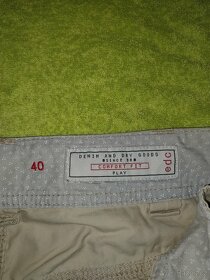 40
DENIM AND DRY GOODS
COMFORT FIT
PLAY
edc